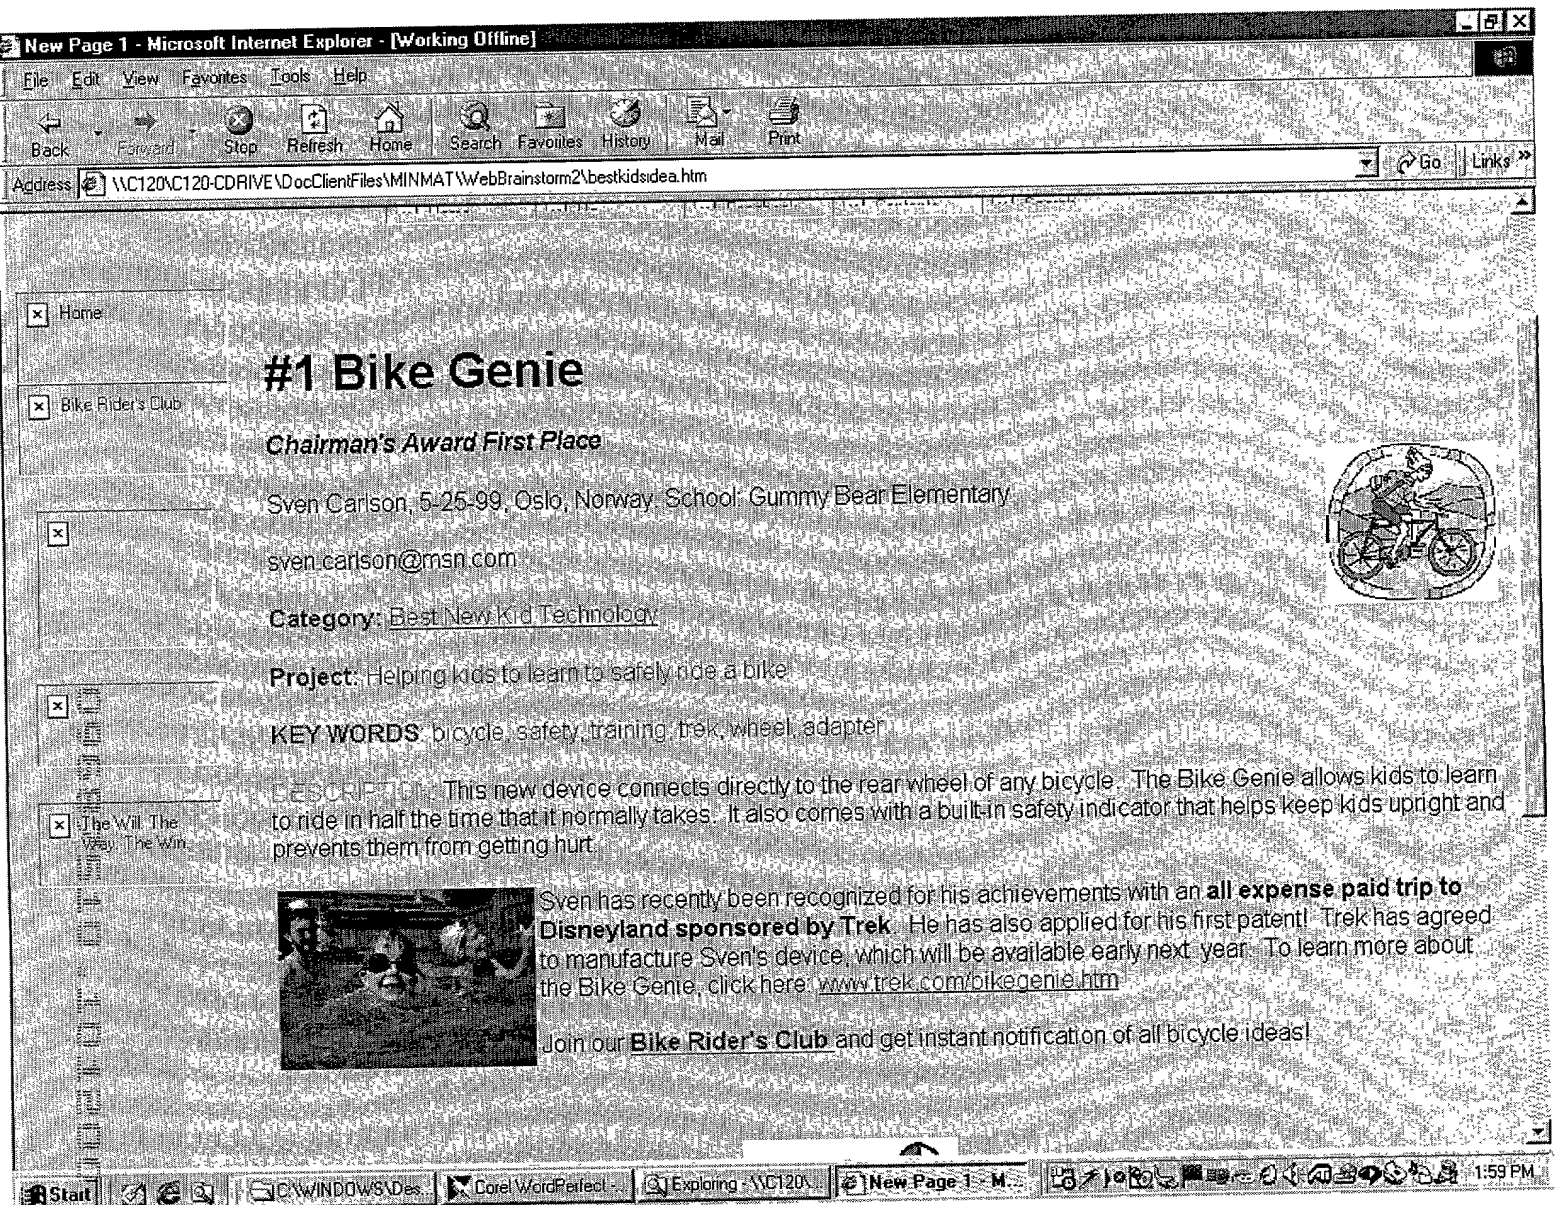 New Page 1 - Microsoft Internet Explorer - [Working Offline]
File Edit View Favorites Tools Help
Back Forward Stop Refresh Home Search Favorites History Mail Print
Address \\C120\C120-CDRIVE\DocClientFiles\MINMAT\WebBrainstorm2\bestkidsidea.htm Go Links »
Home
#1 Bike Genie
Bike Rider's Club
Chairman's Award First Place
Sven Carlson, 5-25-99, Oslo, Norway, School: Gummy Bear Elementary
sven.carlson@msn.com
Category: Best New Kid Technology
Project: Helping kids to learn to safely ride a bike
KEY WORDS: bicycle, safety, training, trek, wheel, adapter
DESCRIPTION: This new device connects directly to the rear wheel of any bicycle. The Bike Genie allows kids to learn
to ride in half the time that it normally takes. It also comes with a built-in safety indicator that helps keep kids upright and
prevents them from getting hurt.
The Will, The
Way, The Win
Sven has recently been recognized for his achievements with an all expense paid trip to
Disneyland sponsored by Trek. He has also applied for his first patent! Trek has agreed
to manufacture Sven's device, which will be available early next year. To learn more about
the Bike Genie, click here: www.trek.com/bikegenie.htm
Join our Bike Rider's Club and get instant notification of all bicycle ideas!
Start C:\WINDOWS\Des... Corel WordPerfect - ... Exploring - \\C120\... New Page 1 - M... 1:59 PM